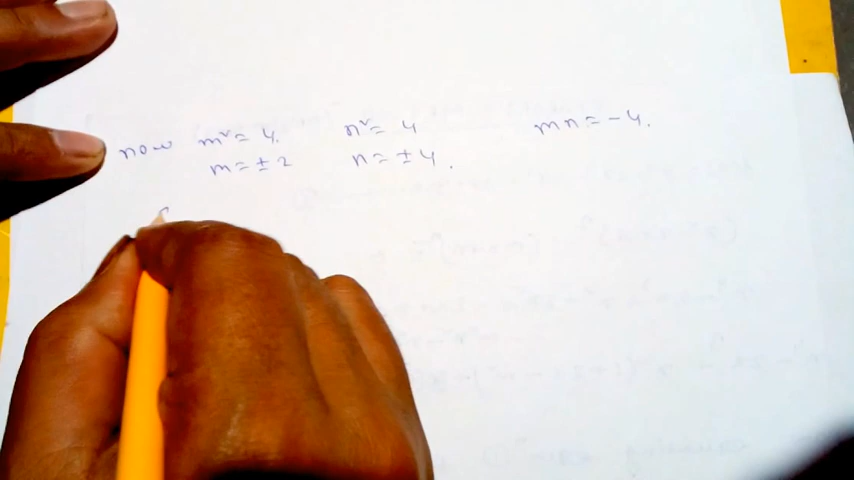 now m² = 4. n² = 4 mn = -4.
m = ±2 n = ±4.